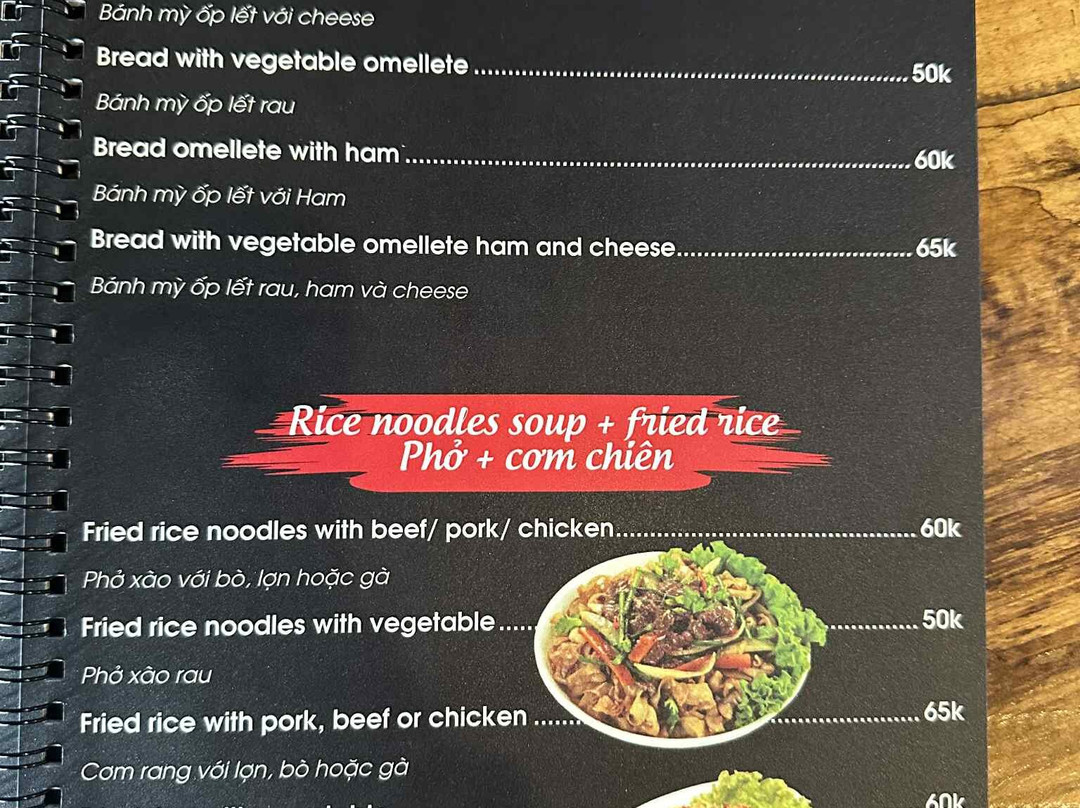 Bánh mỳ ốp lết với cheese
Bread with vegetable omellete ........ 50k
Bánh mỳ ốp lết rau
Bread omellete with ham ........ 60k
Bánh mỳ ốp lết với Ham
Bread with vegetable omellete ham and cheese ........ 65k
Bánh mỳ ốp lết rau, ham và cheese
Rice noodles soup + fried rice
Phở + cơm chiên
Fried rice noodles with beef/ pork/ chicken ........ 60k
Phở xào với bò, lợn hoặc gà
Fried rice noodles with vegetable ........ 50k
Phở xào rau
Fried rice with pork, beef or chicken ........ 65k
Cơm rang với lợn, bò hoặc gà
60k